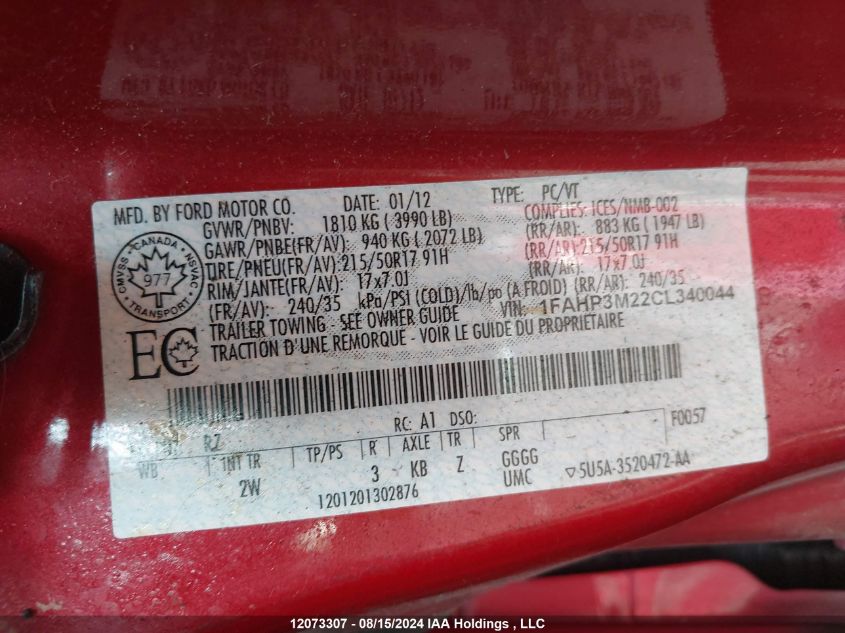 MFD. BY FORD MOTOR CO. DATE: 01/12 TYPE: PC/VT
GVWR/PNBV: 1810 KG ( 3990 LB) COMPLIES: ICES/NMB-002
GAWR/PNBE(FR/AV): 940 KG ( 2072 LB) (RR/AR): 883 KG ( 1947 LB)
TIRE/PNEU(FR/AV):215/50R17 91H (RR/AR):215/50R17 91H
RIM/JANTE(FR/AV): 17x7.0J (RR/AR): 17x7.0J
(FR/AV): 240/35 kPa/PSI (COLD)/lb/po (A FROID) (RR/AR): 240/35
TRAILER TOWING - SEE OWNER GUIDE VIN: 1FAHP3M22CL340044
TRACTION D'UNE REMORQUE - VOIR LE GUIDE DU PROPRIETAIRE
CANADA
CMVSS NSVAC
977
TRANSPORT
EC
RC: A1 DSO: F0057
RZ
WB INT TR TP/PS R AXLE TR SPR
2W 3 KB Z GGGG
UMC
1201201302876
5U5A-3520472-AA
12073307 - 08/15/2024 IAA Holdings , LLC